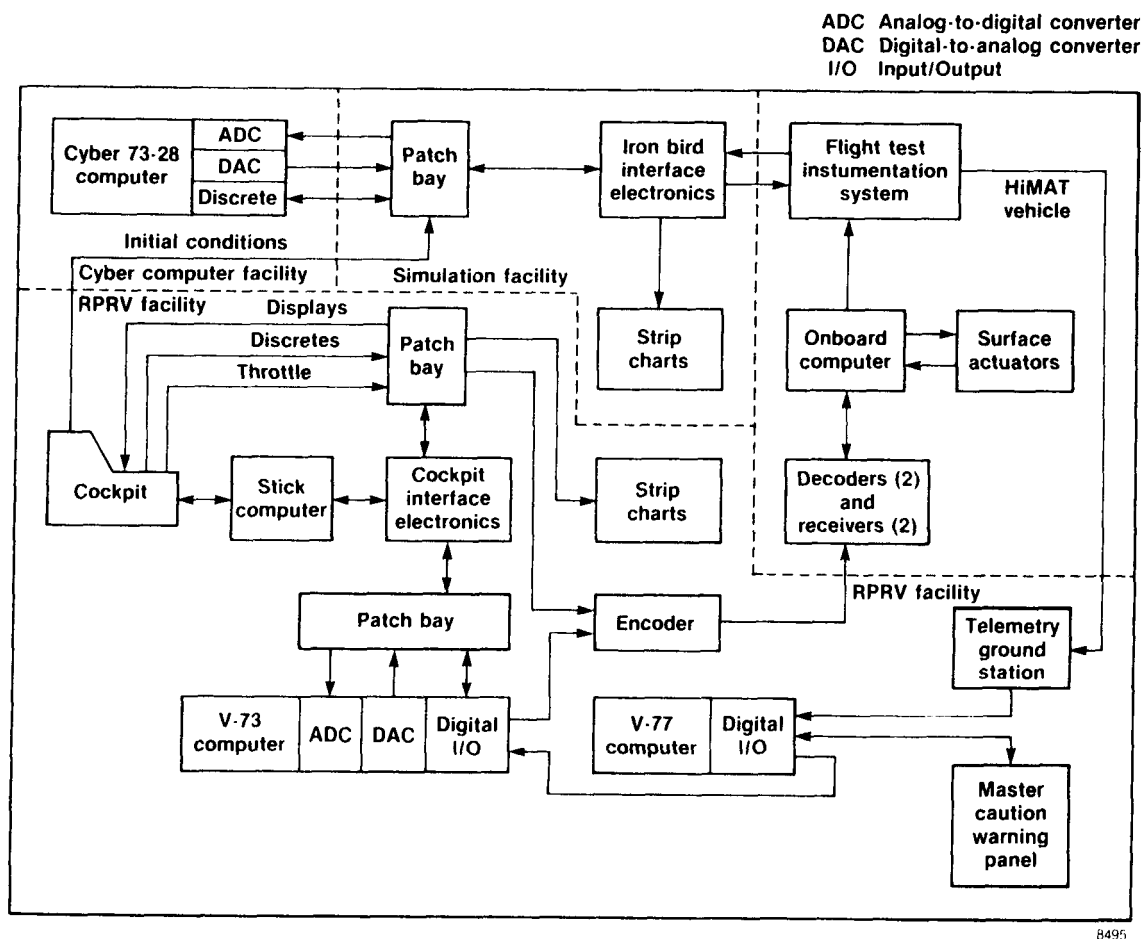 ADC Analog-to-digital converter
DAC Digital-to-analog converter
I/O Input/Output
Cyber 73-28
computer
ADC
DAC
Discrete
Patch
bay
Iron bird
interface
electronics
Flight test
instumentation
system
HiMAT
vehicle
Initial conditions
Cyber computer facility
Simulation facility
RPRV facility
Displays
Discretes
Throttle
Patch
bay
Strip
charts
Onboard
computer
Surface
actuators
Cockpit
Stick
computer
Cockpit
interface
electronics
Strip
charts
Decoders (2)
and
receivers (2)
RPRV facility
Patch bay
Encoder
Telemetry
ground
station
V-73
computer
ADC
DAC
Digital
I/O
V-77
computer
Digital
I/O
Master
caution
warning
panel
8495